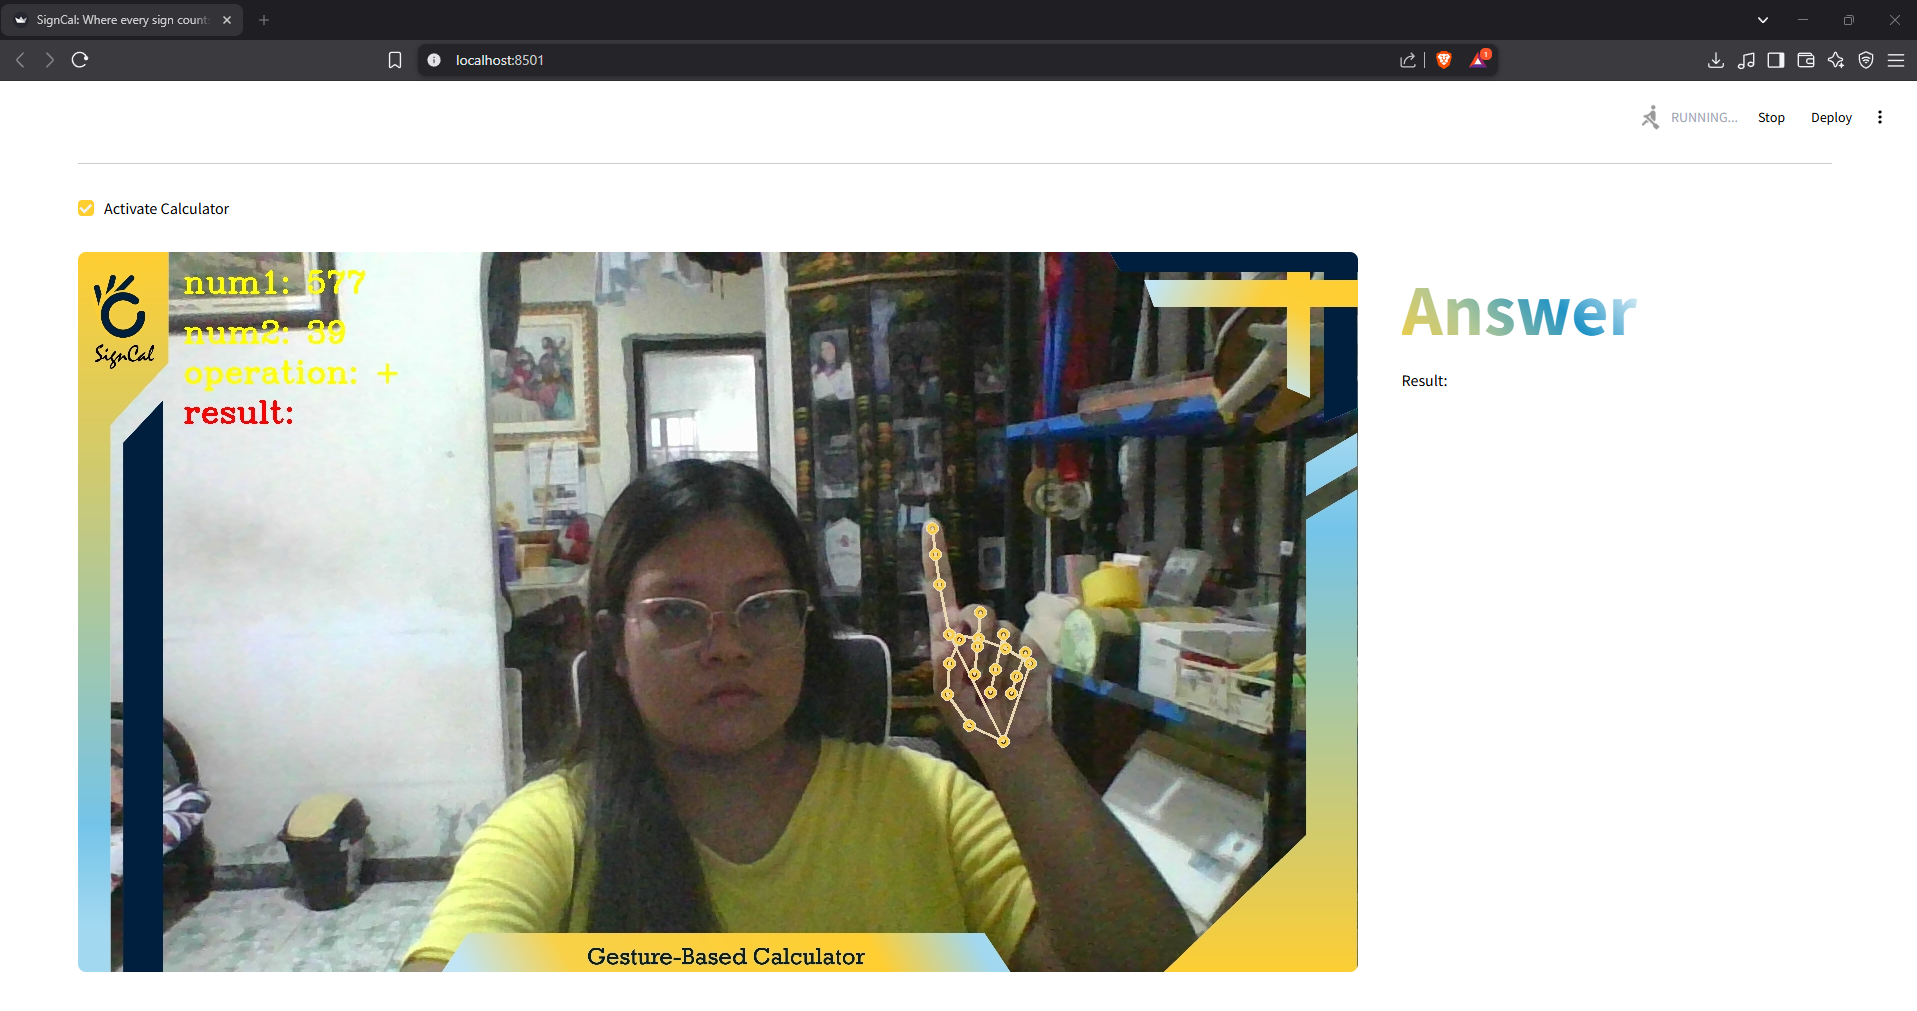 SignCal: Where every sign count
localhost:8501
1
RUNNING...
Stop
Deploy
Activate Calculator
SignCal
num1: 577
num2: 39
operation: +
result:
Answer
Result:
Gesture-Based Calculator